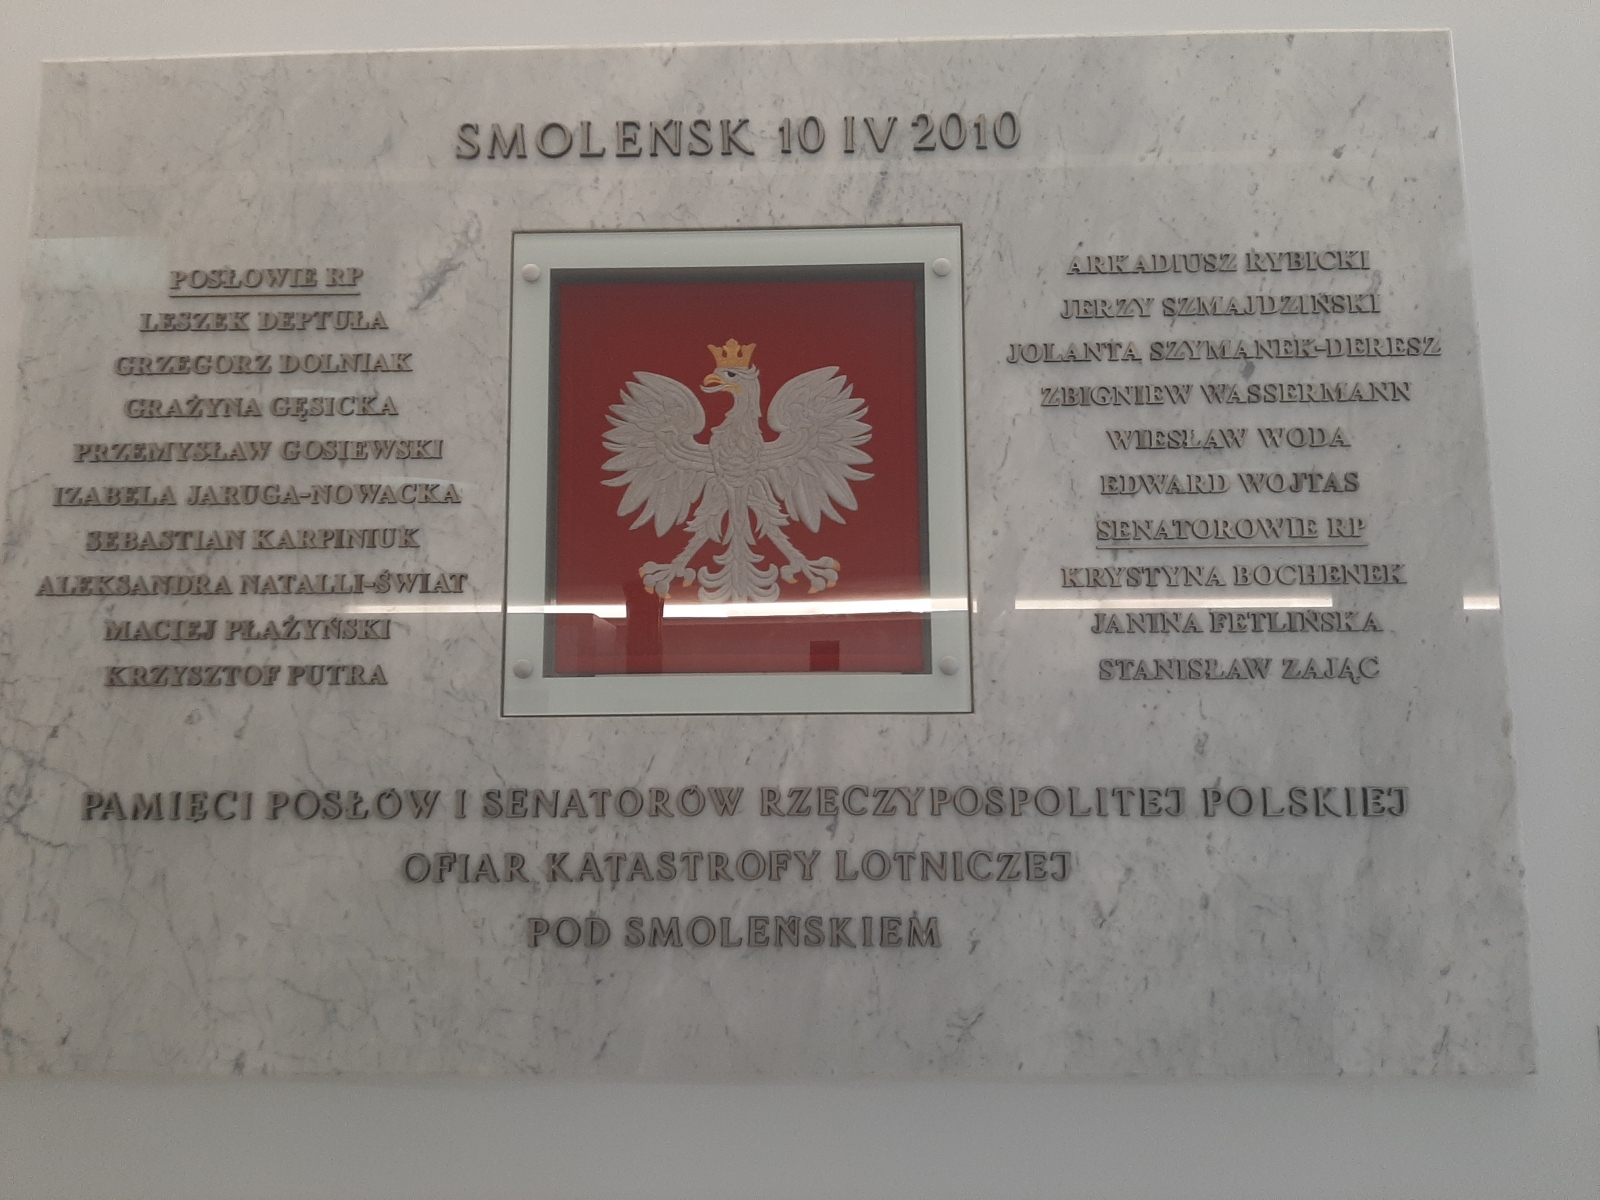 SMOLEŃSK 10 IV 2010
POSŁOWIE RP
LESZEK DEPTUŁA
GRZEGORZ DOLNIAK
GRAŻYNA GĘSICKA
PRZEMYSŁAW GOSIEWSKI
IZABELA JARUGA-NOWACKA
SEBASTIAN KARPINIUK
ALEKSANDRA NATALLI-ŚWIAT
MACIEJ PŁAŻYŃSKI
KRZYSZTOF PUTRA
ARKADIUSZ RYBICKI
JERZY SZMAJDZIŃSKI
JOLANTA SZYMANEK-DERESZ
ZBIGNIEW WASSERMANN
WIESŁAW WODA
EDWARD WOJTAS
SENATOROWIE RP
KRYSTYNA BOCHENEK
JANINA FETLIŃSKA
STANISŁAW ZAJĄC
PAMIĘCI POSŁÓW I SENATORÓW RZECZYPOSPOLITEJ POLSKIEJ
OFIAR KATASTROFY LOTNICZEJ
POD SMOLEŃSKIEM